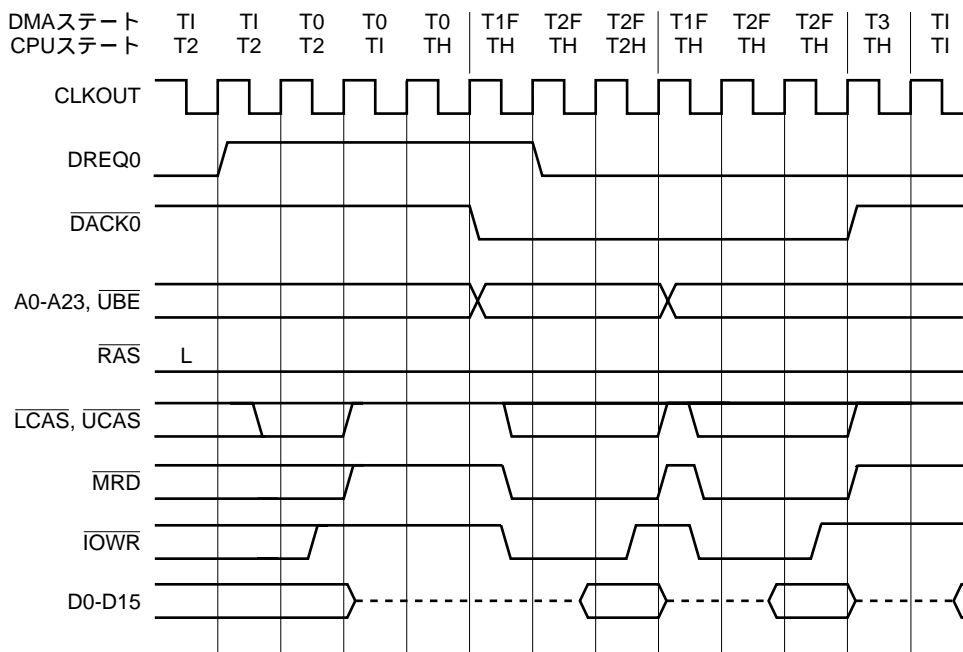 DMAステート TI TI T0 T0 T0 T1F T2F T2F T1F T2F T2F T3 TI
CPUステート T2 T2 T2 TI TH TH TH T2H TH TH TH TH TI
CLKOUT
DREQ0
DACK0
A0-A23, UBE
RAS L
LCAS, UCAS
MRD
IOWR
D0-D15